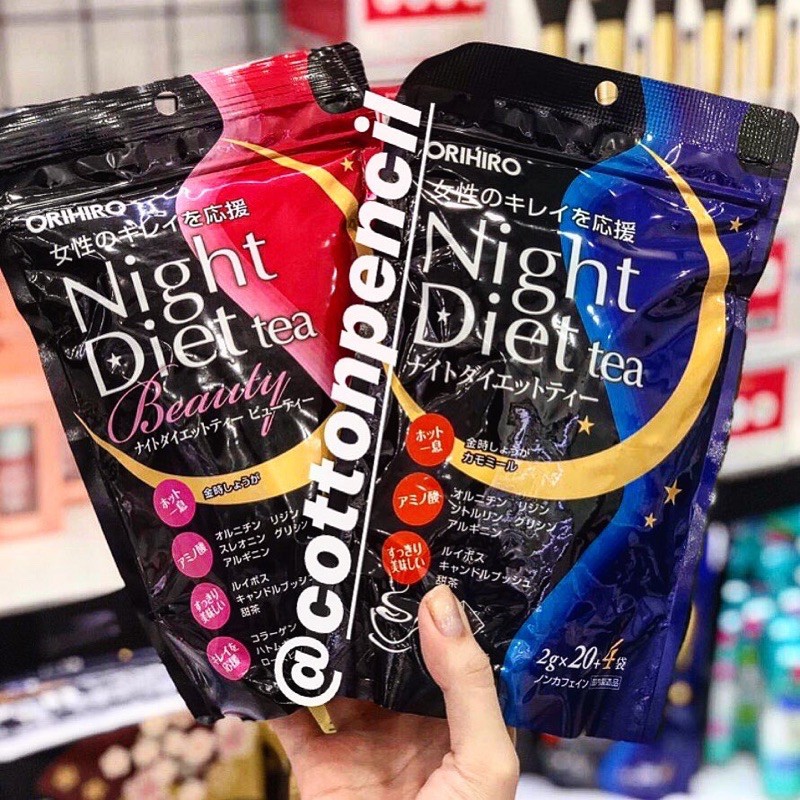 ORIHIRO
女性のキレイを応援
Night
Diet tea
Beauty
ナイトダイエットティー ビューティー
ホット
一息
金時しょうが
アミノ酸
オルニチン リジン
スレオニン グリシン
アルギニン
すっきり
美味しい
ルイボス
キャンドルブッシュ
甜茶
キレイを
応援
コラーゲン
@cottonpencil
ORIHIRO
女性のキレイを応援
Night
Diet tea
ナイトダイエットティー
ホット
一息
金時しょうが
カモミール
アミノ酸
オルニチン リジン
シトルリン グリシン
アルギニン
すっきり
美味しい
ルイボス
キャンドルブッシュ
甜茶
2g×20+4袋
ノンカフェイン